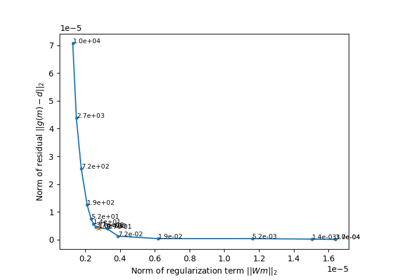 1e−5
7
6
5
4
3
2
1
0
Norm of residual ||g(m) − d||₂
1.0e+04
2.7e+03
7.2e+02
1.9e+02
5.2e+01
7.2e-02
1.9e-02
5.2e-03
1.4e-03
0.2 0.4 0.6 0.8 1.0 1.2 1.4 1.6
1e−5
Norm of regularization term ||Wm||₂